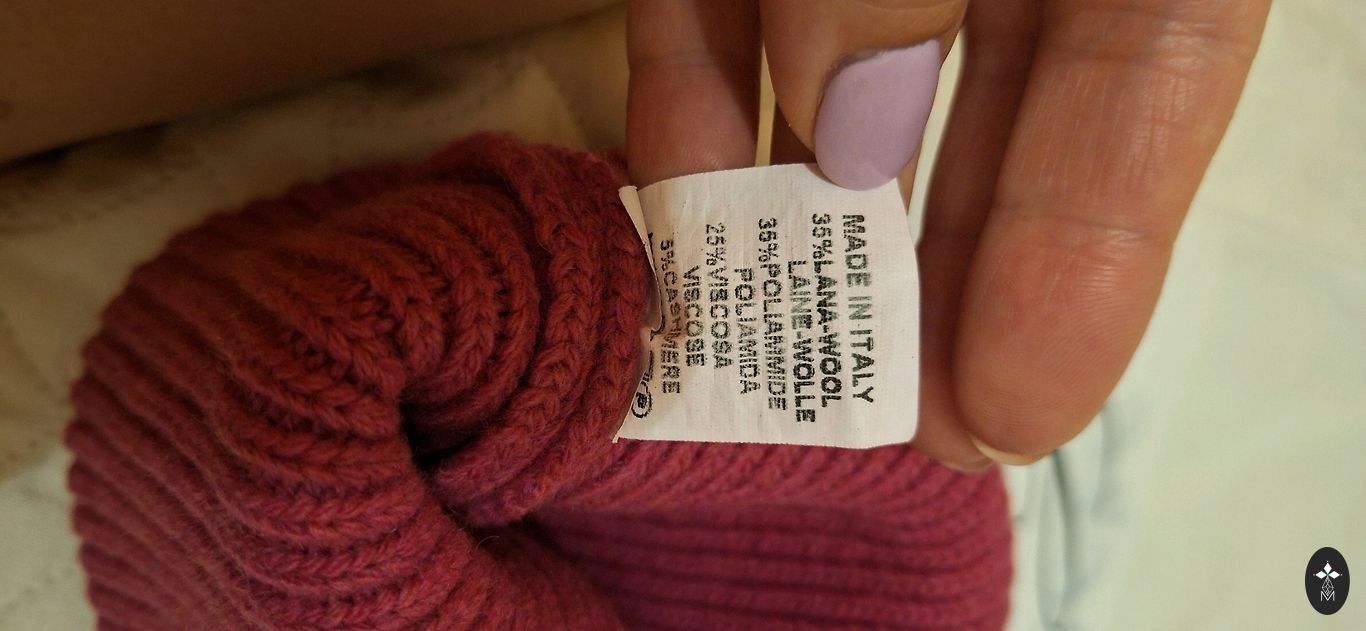 MADE IN ITALY
35%LANA-WOOL
LAINE-WOLLE
35%POLIAMMIDE
POLIAMIDA
25%VISCOSA
VISCOSE
5%CASHMERE